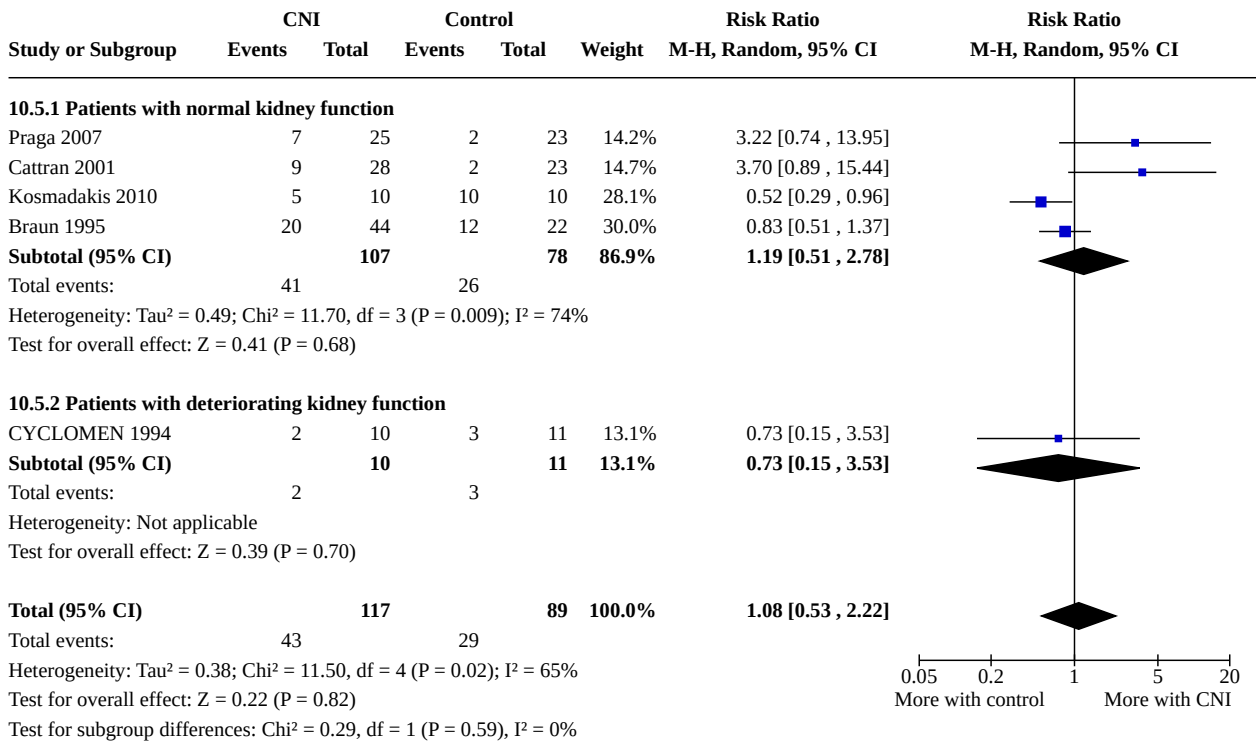 CNI Control Risk Ratio Risk Ratio
Study or Subgroup Events Total Events Total Weight M-H, Random, 95% CI M-H, Random, 95% CI
10.5.1 Patients with normal kidney function
Praga 2007 7 25 2 23 14.2% 3.22 [0.74 , 13.95]
Cattran 2001 9 28 2 23 14.7% 3.70 [0.89 , 15.44]
Kosmadakis 2010 5 10 10 10 28.1% 0.52 [0.29 , 0.96]
Braun 1995 20 44 12 22 30.0% 0.83 [0.51 , 1.37]
Subtotal (95% CI) 107 78 86.9% 1.19 [0.51 , 2.78]
Total events: 41 26
Heterogeneity: Tau² = 0.49; Chi² = 11.70, df = 3 (P = 0.009); I² = 74%
Test for overall effect: Z = 0.41 (P = 0.68)
10.5.2 Patients with deteriorating kidney function
CYCLOMEN 1994 2 10 3 11 13.1% 0.73 [0.15 , 3.53]
Subtotal (95% CI) 10 11 13.1% 0.73 [0.15 , 3.53]
Total events: 2 3
Heterogeneity: Not applicable
Test for overall effect: Z = 0.39 (P = 0.70)
Total (95% CI) 117 89 100.0% 1.08 [0.53 , 2.22]
Total events: 43 29
Heterogeneity: Tau² = 0.38; Chi² = 11.50, df = 4 (P = 0.02); I² = 65%
Test for overall effect: Z = 0.22 (P = 0.82)
Test for subgroup differences: Chi² = 0.29, df = 1 (P = 0.59), I² = 0%
0.05 0.2 1 5 20
More with control More with CNI